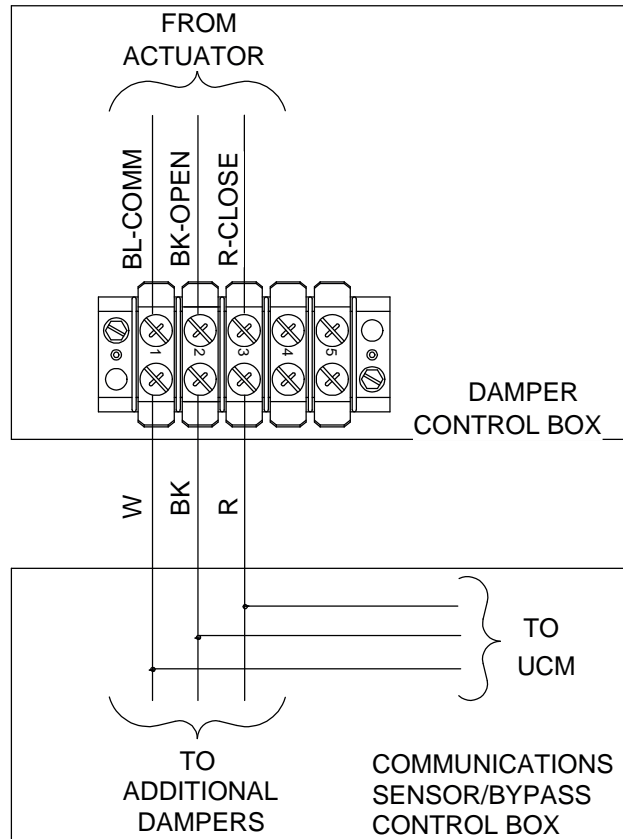 FROM
ACTUATOR
BL-COMM
BK-OPEN
R-CLOSE
1
2
3
4
5
DAMPER
CONTROL BOX
W
BK
R
TO
UCM
TO
ADDITIONAL
DAMPERS
COMMUNICATIONS
SENSOR/BYPASS
CONTROL BOX